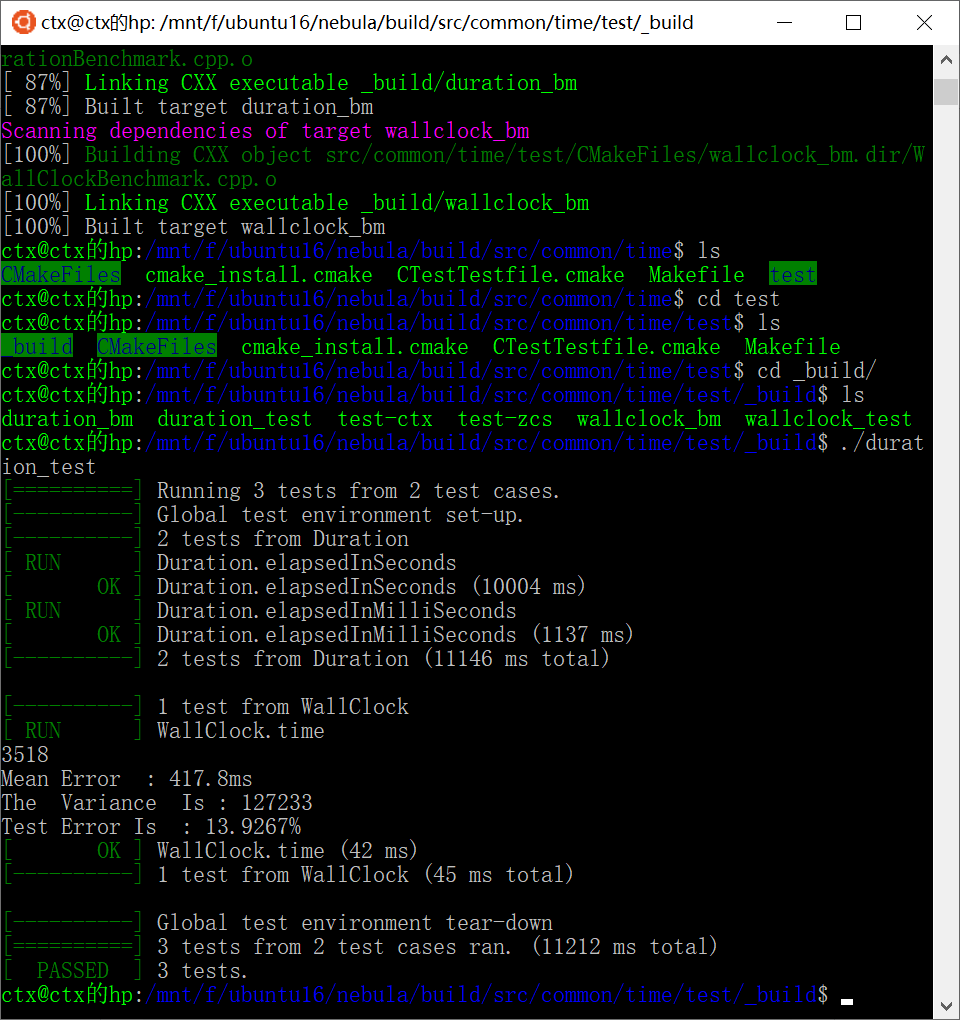 ctx@ctx的hp: /mnt/f/ubuntu16/nebula/build/src/common/time/test/_build
rationBenchmark.cpp.o
[ 87%] Linking CXX executable _build/duration_bm
[ 87%] Built target duration_bm
Scanning dependencies of target wallclock_bm
[100%] Building CXX object src/common/time/test/CMakeFiles/wallclock_bm.dir/W
allClockBenchmark.cpp.o
[100%] Linking CXX executable _build/wallclock_bm
[100%] Built target wallclock_bm
ctx@ctx的hp:/mnt/f/ubuntu16/nebula/build/src/common/time$ ls
CMakeFiles  cmake_install.cmake  CTestTestfile.cmake  Makefile  test
ctx@ctx的hp:/mnt/f/ubuntu16/nebula/build/src/common/time$ cd test
ctx@ctx的hp:/mnt/f/ubuntu16/nebula/build/src/common/time/test$ ls
_build  CMakeFiles  cmake_install.cmake  CTestTestfile.cmake  Makefile
ctx@ctx的hp:/mnt/f/ubuntu16/nebula/build/src/common/time/test$ cd _build/
ctx@ctx的hp:/mnt/f/ubuntu16/nebula/build/src/common/time/test/_build$ ls
duration_bm  duration_test  test-ctx  test-zcs  wallclock_bm  wallclock_test
ctx@ctx的hp:/mnt/f/ubuntu16/nebula/build/src/common/time/test/_build$ ./durat
ion_test
[==========] Running 3 tests from 2 test cases.
[----------] Global test environment set-up.
[----------] 2 tests from Duration
[ RUN      ] Duration.elapsedInSeconds
[       OK ] Duration.elapsedInSeconds (10004 ms)
[ RUN      ] Duration.elapsedInMilliSeconds
[       OK ] Duration.elapsedInMilliSeconds (1137 ms)
[----------] 2 tests from Duration (11146 ms total)
[----------] 1 test from WallClock
[ RUN      ] WallClock.time
3518
Mean Error  : 417.8ms
The  Variance  Is : 127233
Test Error Is  : 13.9267%
[       OK ] WallClock.time (42 ms)
[----------] 1 test from WallClock (45 ms total)
[----------] Global test environment tear-down
[==========] 3 tests from 2 test cases ran. (11212 ms total)
[  PASSED  ] 3 tests.
ctx@ctx的hp:/mnt/f/ubuntu16/nebula/build/src/common/time/test/_build$